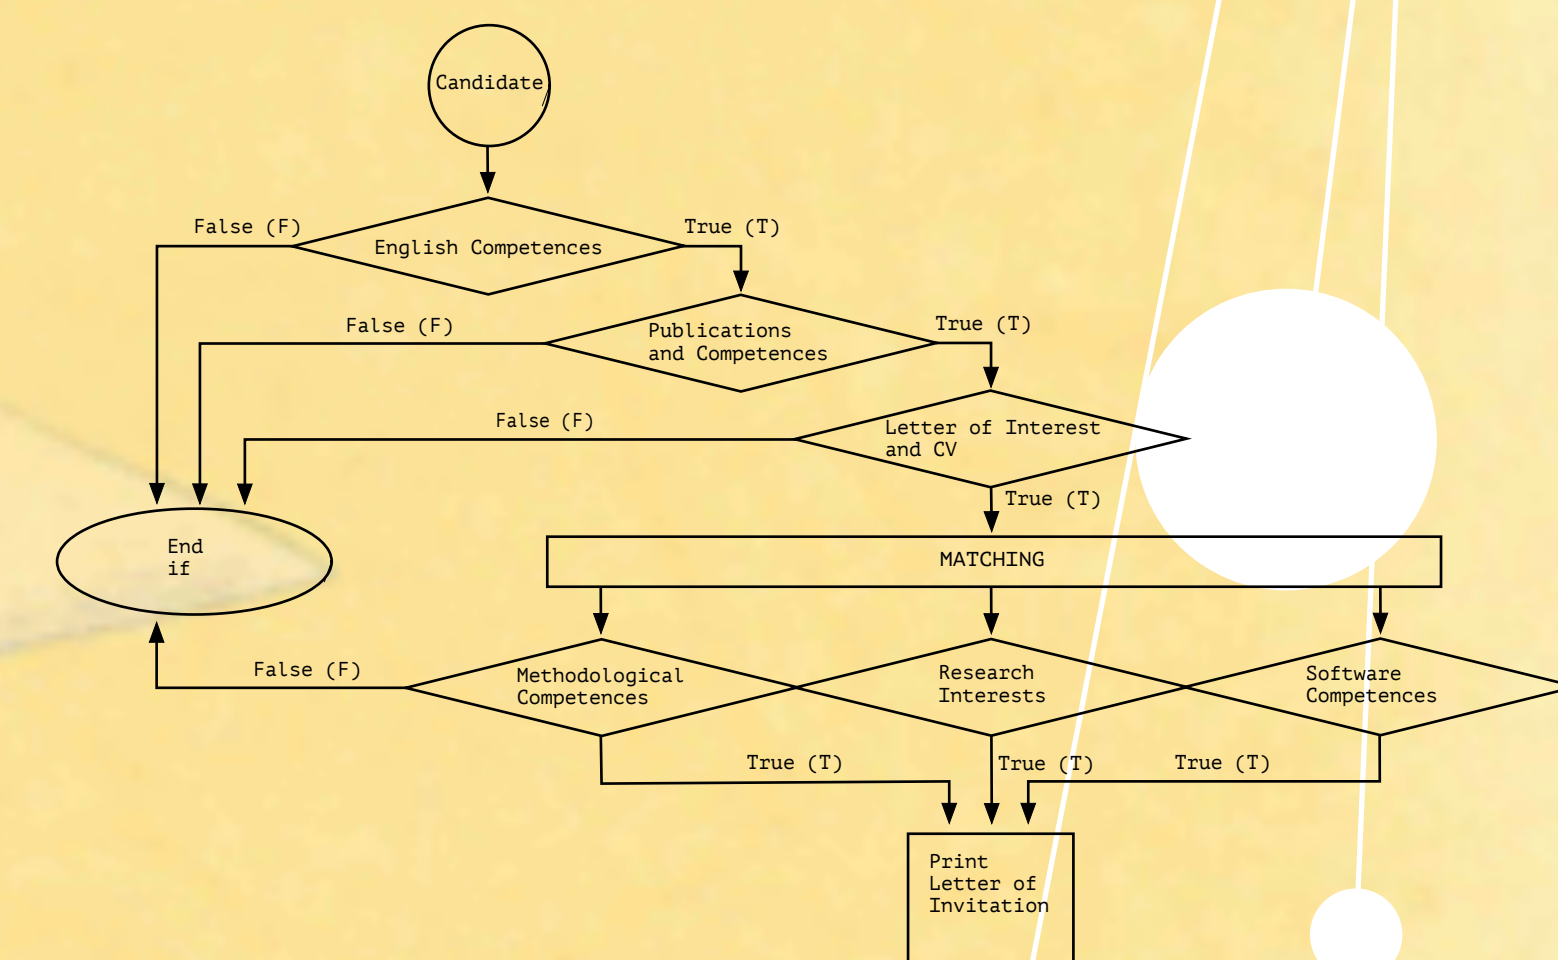 Candidate
False (F)
True (T)
English Competences
False (F)
True (T)
Publications
and Competences
False (F)
Letter of Interest
and CV
True (T)
End
if
MATCHING
False (F)
Methodological
Competences
Research
Interests
Software
Competences
True (T)
True (T)
True (T)
Print
Letter of
Invitation